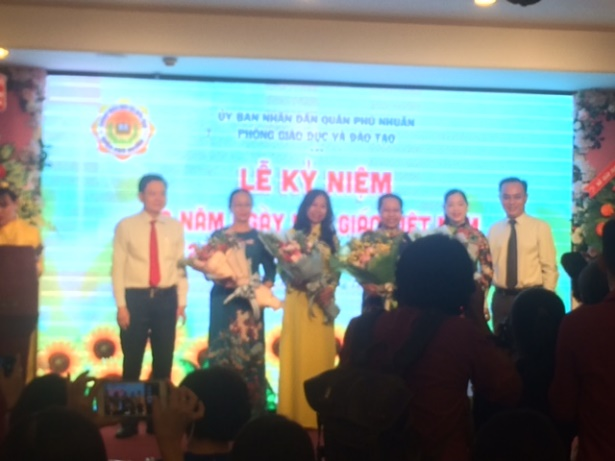 ỦY BAN NHÂN DÂN QUẬN PHÚ NHUẬN
PHÒNG GIÁO DỤC VÀ ĐÀO TẠO
LỄ KỶ NIỆM
NĂM NGÀY GIÁO VIỆT NAM